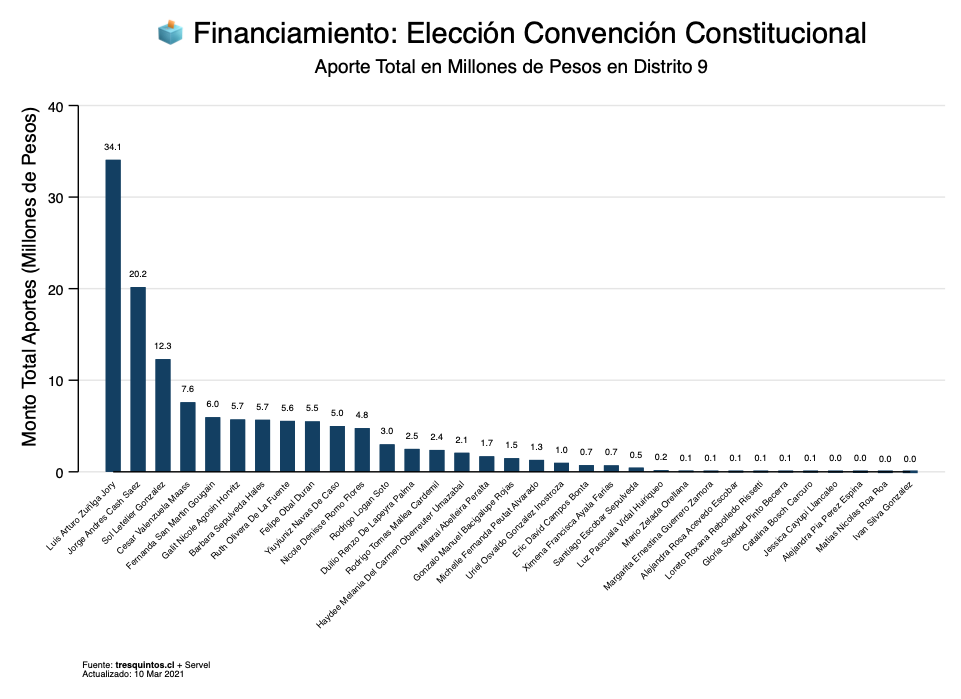 Financiamiento: Elección Convención Constitucional
Aporte Total en Millones de Pesos en Distrito 9
Monto Total Aportes (Millones de Pesos)
40
30
20
10
0
34.1
20.2
12.3
7.6
6.0
5.7
5.7
5.6
5.5
5.0
4.8
3.0
2.5
2.4
2.1
1.7
1.5
1.3
1.0
0.7
0.7
0.5
0.2
0.1
0.1
0.1
0.1
0.1
0.1
0.0
0.0
0.0
0.0
Luis Arturo Zuñiga Jory
Jorge Andres Cash Saez
Sol Letelier Gonzalez
Cesar Valenzuela Maass
Fernanda San Martin Gougain
Galit Nicole Agosin Horvitz
Barbara Sepulveda Hales
Ruth Olivera De La Fuente
Felipe Obal Duran
Yiuyiuniz Navas De Caso
Nicole Denisse Romo Flores
Rodrigo Logan Soto
Duilio Renzo De Lapeyra Palma
Rodrigo Tomas Mallea Cardemil
Haydee Melania Del Carmen Oberreuter Umazabal
Millaray Abeleira Peralta
Gonzalo Manuel Bacigalupe Rojas
Michelle Fernanda Peutat Alvarado
Uriel Osvaldo Gonzalez Inostroza
Eric David Campos Bonta
Ximena Francisca Ayala Farias
Santiago Escobar Sepulveda
Luz Pascuala Vidal Huiriqueo
Mario Zelada Orellana
Margarita Ernestina Guerrero Zamora
Alejandra Rosa Acevedo Escobar
Loreto Roxana Rebolledo Rissetti
Gloria Soledad Pinto Becerra
Catalina Bosch Carcuro
Jessica Cayupi Llancaleo
Alejandra Pia Perez Espina
Matias Nicolas Roa Roa
Ivan Silva Gonzalez
Fuente: tresquintos.cl + Servel
Actualizado: 10 Mar 2021